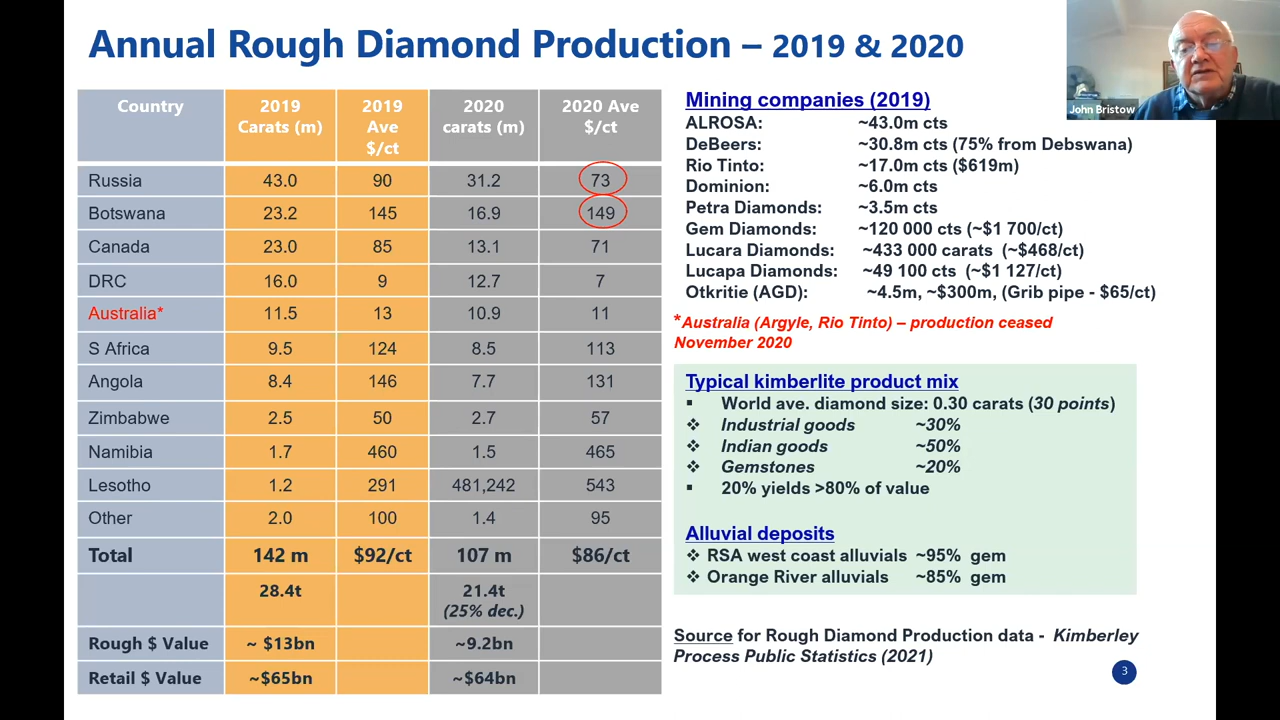 Annual Rough Diamond Production – 2019 & 2020
John Bristow
Country 2019 Carats (m) 2019 Ave $/ct 2020 carats (m) 2020 Ave $/ct
Russia 43.0 90 31.2 73
Botswana 23.2 145 16.9 149
Canada 23.0 85 13.1 71
DRC 16.0 9 12.7 7
Australia* 11.5 13 10.9 11
S Africa 9.5 124 8.5 113
Angola 8.4 146 7.7 131
Zimbabwe 2.5 50 2.7 57
Namibia 1.7 460 1.5 465
Lesotho 1.2 291 481,242 543
Other 2.0 100 1.4 95
Total 142 m $92/ct 107 m $86/ct
28.4t 21.4t
(25% dec.)
Rough $ Value ~ $13bn ~9.2bn
Retail $ Value ~$65bn ~$64bn
Mining companies (2019)
ALROSA: ~43.0m cts
DeBeers: ~30.8m cts (75% from Debswana)
Rio Tinto: ~17.0m cts ($619m)
Dominion: ~6.0m cts
Petra Diamonds: ~3.5m cts
Gem Diamonds: ~120 000 cts (~$1 700/ct)
Lucara Diamonds: ~433 000 carats (~$468/ct)
Lucapa Diamonds: ~49 100 cts (~$1 127/ct)
Otkritie (AGD): ~4.5m, ~$300m, (Grib pipe - $65/ct)
*Australia (Argyle, Rio Tinto) – production ceased
November 2020
Typical kimberlite product mix
▪ World ave. diamond size: 0.30 carats (30 points)
❖ Industrial goods ~30%
❖ Indian goods ~50%
❖ Gemstones ~20%
▪ 20% yields >80% of value
Alluvial deposits
❖ RSA west coast alluvials ~95% gem
❖ Orange River alluvials ~85% gem
Source for Rough Diamond Production data - Kimberley
Process Public Statistics (2021)
3